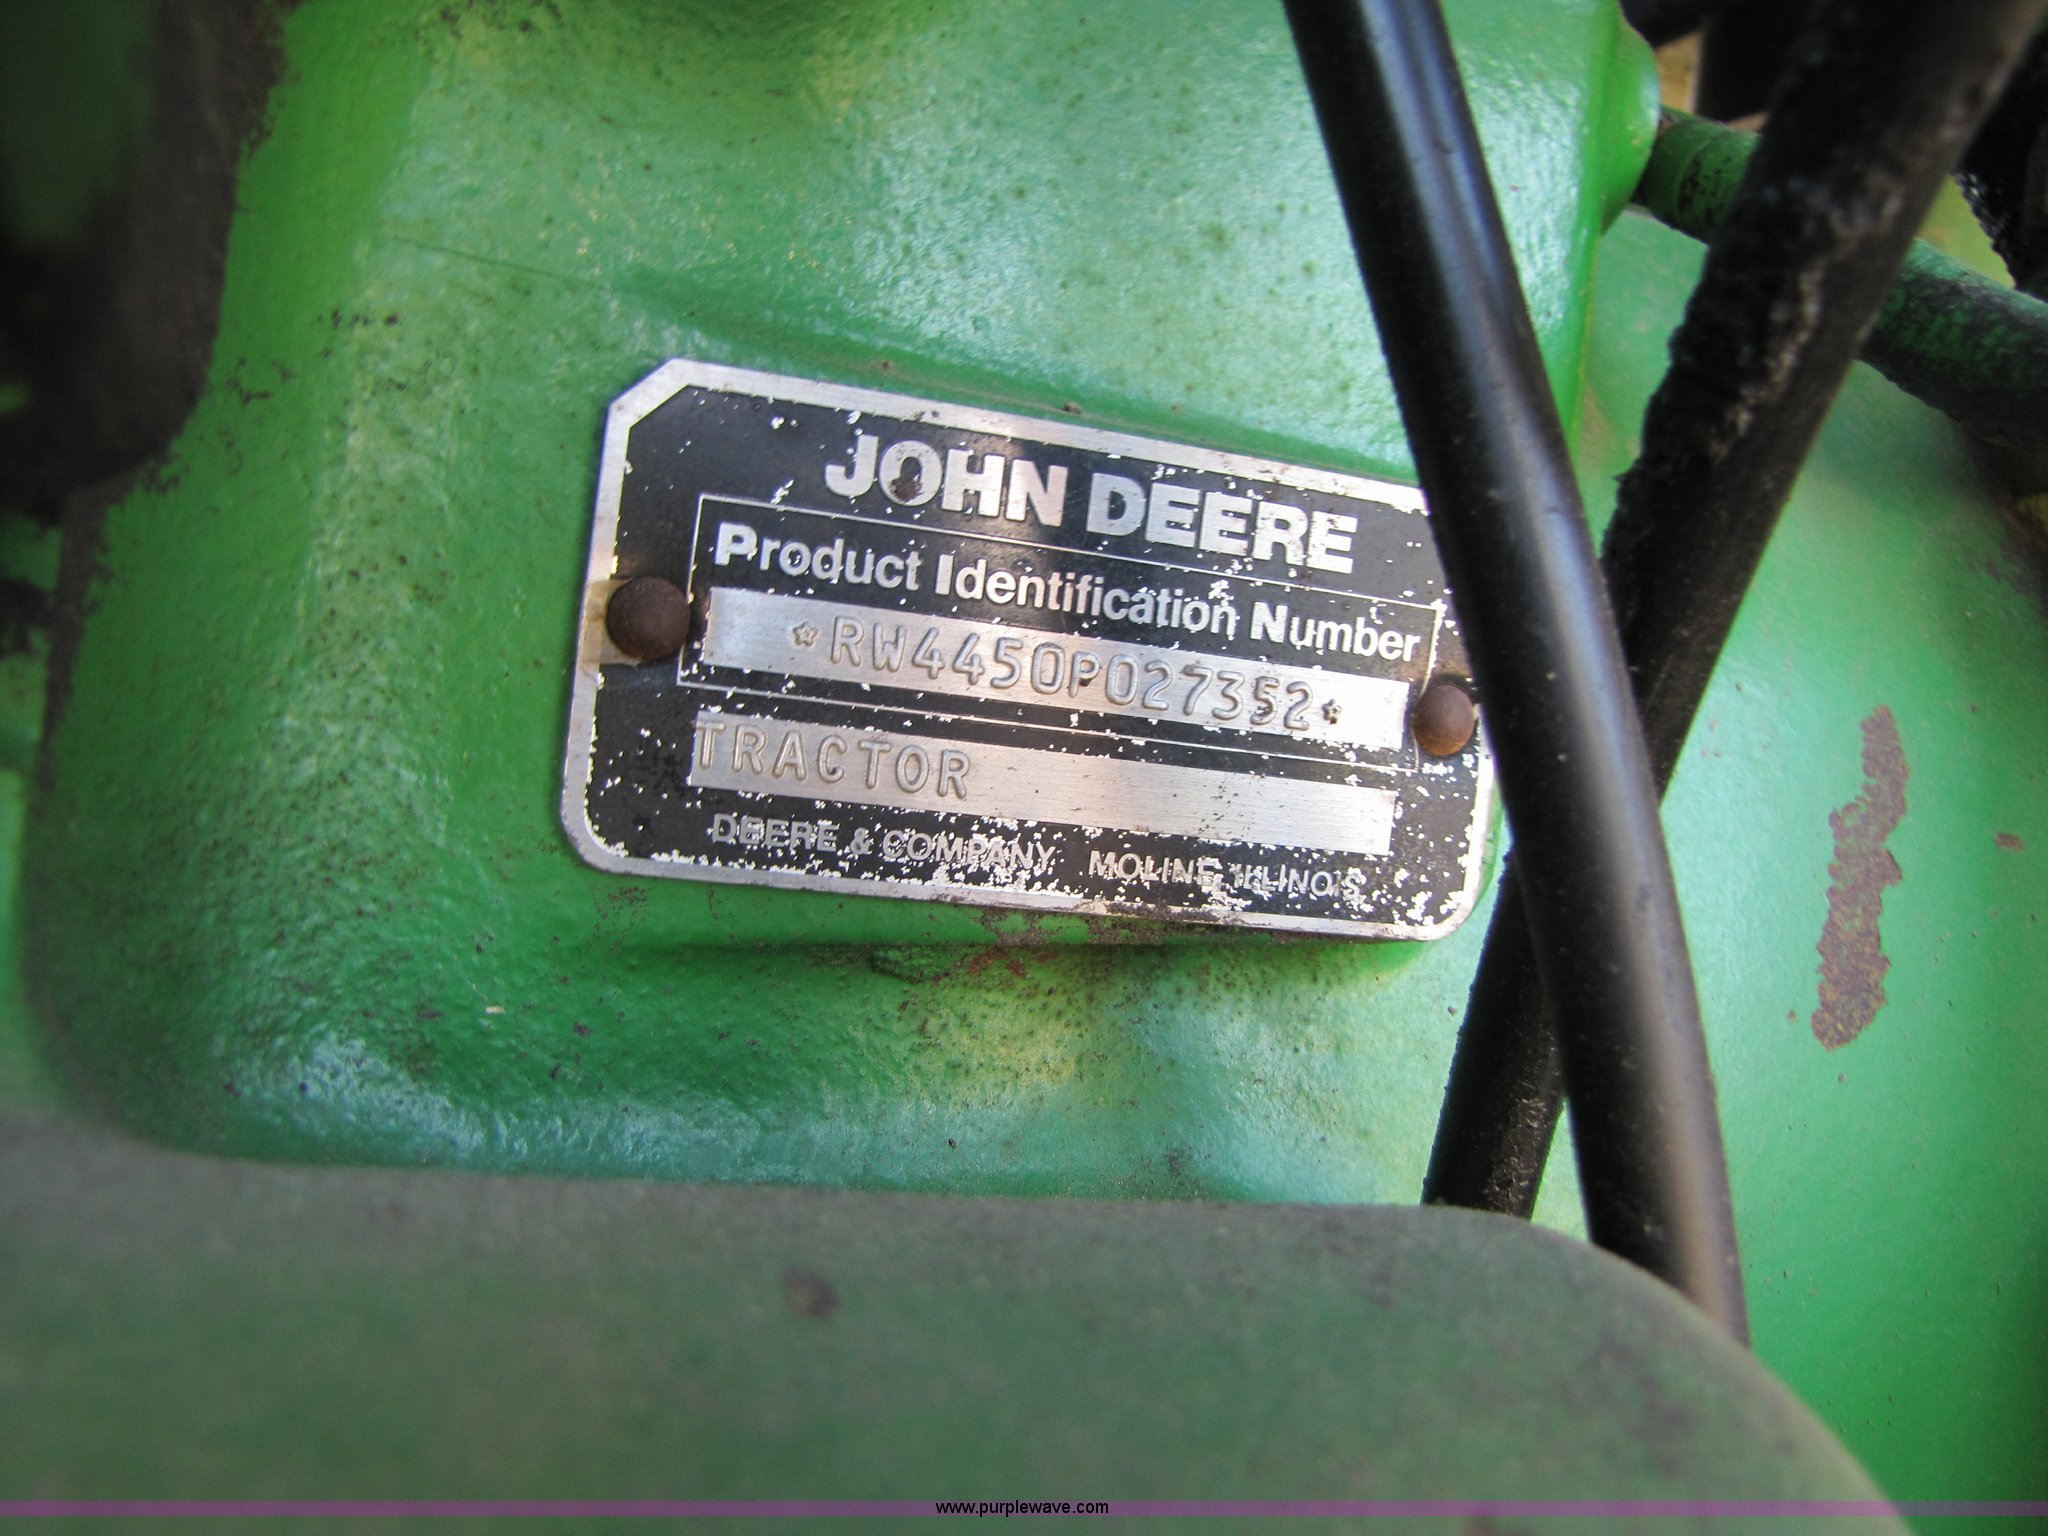 JOHN DEERE
Product Identification Number
*RW4450P027352*
TRACTOR
DEERE & COMPANY MOLINE, ILLINOIS
www.purplewave.com